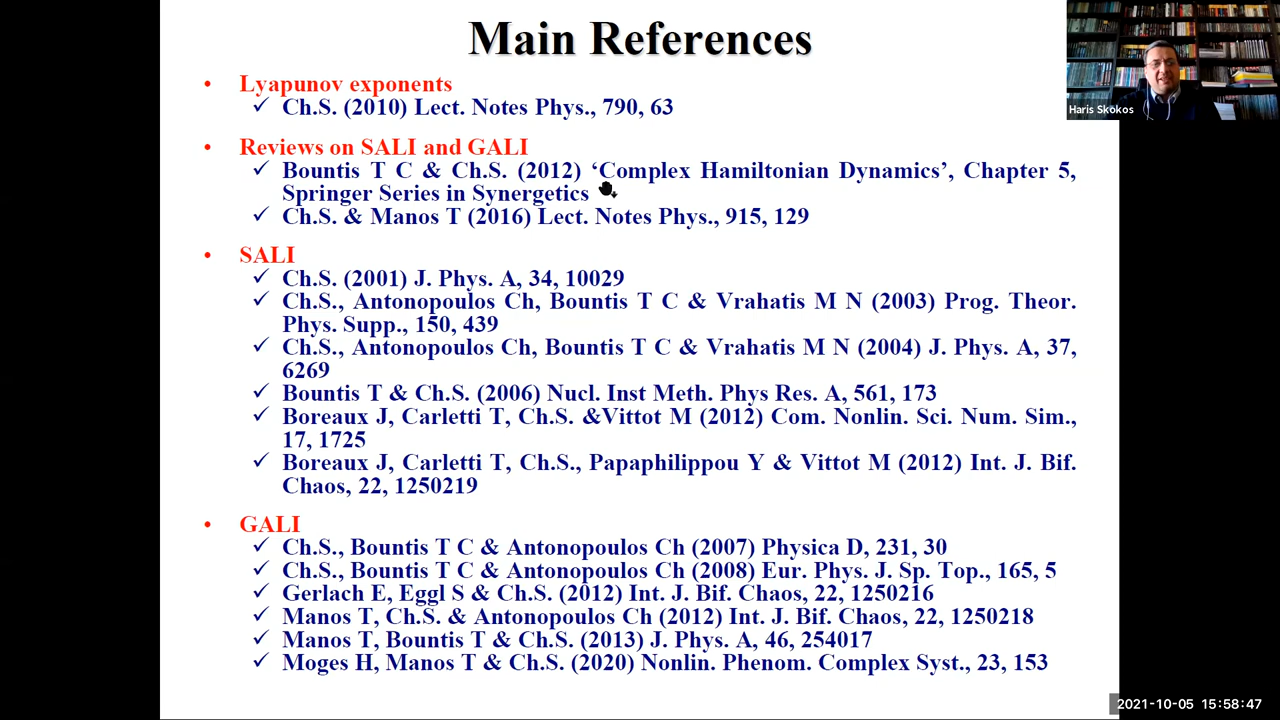 Main References
• Lyapunov exponents
✓ Ch.S. (2010) Lect. Notes Phys., 790, 63
• Reviews on SALI and GALI
✓ Bountis T C & Ch.S. (2012) ‘Complex Hamiltonian Dynamics’, Chapter 5,
Springer Series in Synergetics
✓ Ch.S. & Manos T (2016) Lect. Notes Phys., 915, 129
• SALI
✓ Ch.S. (2001) J. Phys. A, 34, 10029
✓ Ch.S., Antonopoulos Ch, Bountis T C & Vrahatis M N (2003) Prog. Theor.
Phys. Supp., 150, 439
✓ Ch.S., Antonopoulos Ch, Bountis T C & Vrahatis M N (2004) J. Phys. A, 37,
6269
✓ Bountis T & Ch.S. (2006) Nucl. Inst Meth. Phys Res. A, 561, 173
✓ Boreaux J, Carletti T, Ch.S. &Vittot M (2012) Com. Nonlin. Sci. Num. Sim.,
17, 1725
✓ Boreaux J, Carletti T, Ch.S., Papaphilippou Y & Vittot M (2012) Int. J. Bif.
Chaos, 22, 1250219
• GALI
✓ Ch.S., Bountis T C & Antonopoulos Ch (2007) Physica D, 231, 30
✓ Ch.S., Bountis T C & Antonopoulos Ch (2008) Eur. Phys. J. Sp. Top., 165, 5
✓ Gerlach E, Eggl S & Ch.S. (2012) Int. J. Bif. Chaos, 22, 1250216
✓ Manos T, Ch.S. & Antonopoulos Ch (2012) Int. J. Bif. Chaos, 22, 1250218
✓ Manos T, Bountis T & Ch.S. (2013) J. Phys. A, 46, 254017
✓ Moges H, Manos T & Ch.S. (2020) Nonlin. Phenom. Complex Syst., 23, 153
Haris Skokos
2021-10-05 15:58:47